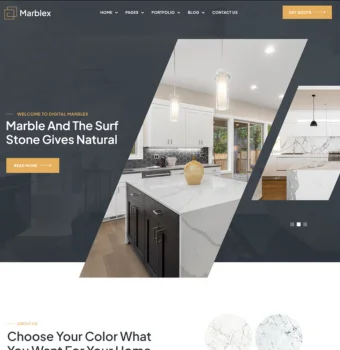 Marblex
HOME PAGES PORTFOLIO BLOG CONTACT US
GET QUOTE
WELCOME TO DIGITAL MARBLEX
Marble And The Surf
Stone Gives Natural
READ MORE
ABOUT US
Choose Your Color What
You Want For Your Home